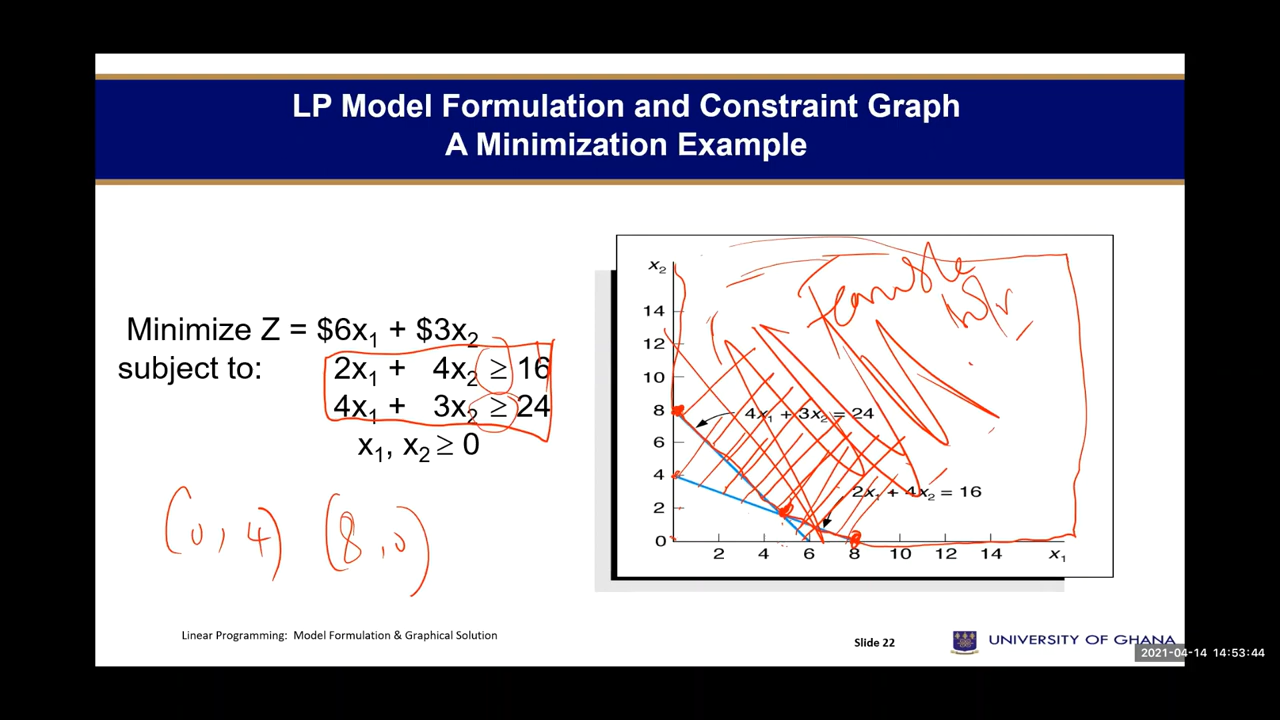 LP Model Formulation and Constraint Graph
A Minimization Example
Minimize Z = $6x₁ + $3x₂
subject to: 2x₁ + 4x₂ ≥ 16
4x₁ + 3x₂ ≥ 24
x₁, x₂ ≥ 0
(0, 4) (8, 0)
x₂
14
12
10
8
6
4
2
0
4x₁ + 3x₂ = 24
2x₁ + 4x₂ = 16
2 4 6 8 10 12 14 x₁
Linear Programming: Model Formulation & Graphical Solution
Slide 22
UNIVERSITY OF GHANA
2021-04-14 14:53:44